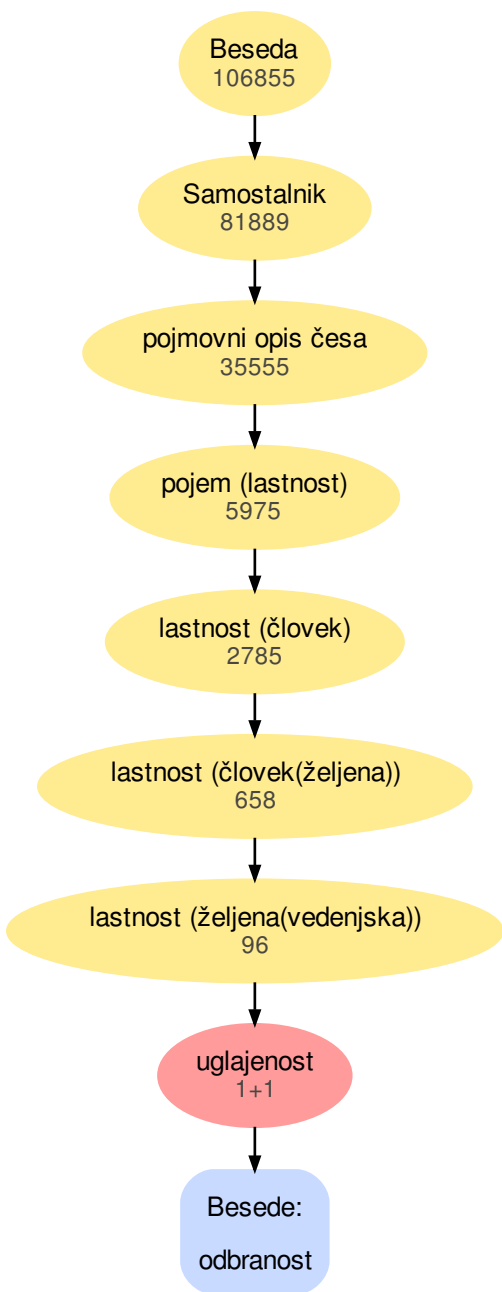 Beseda
106855
Samostalnik
81889
pojmovni opis česa
35555
pojem (lastnost)
5975
lastnost (človek)
2785
lastnost (človek(željena))
658
lastnost (željena(vedenjska))
96
uglajenost
1+1
Besede:
odbranost